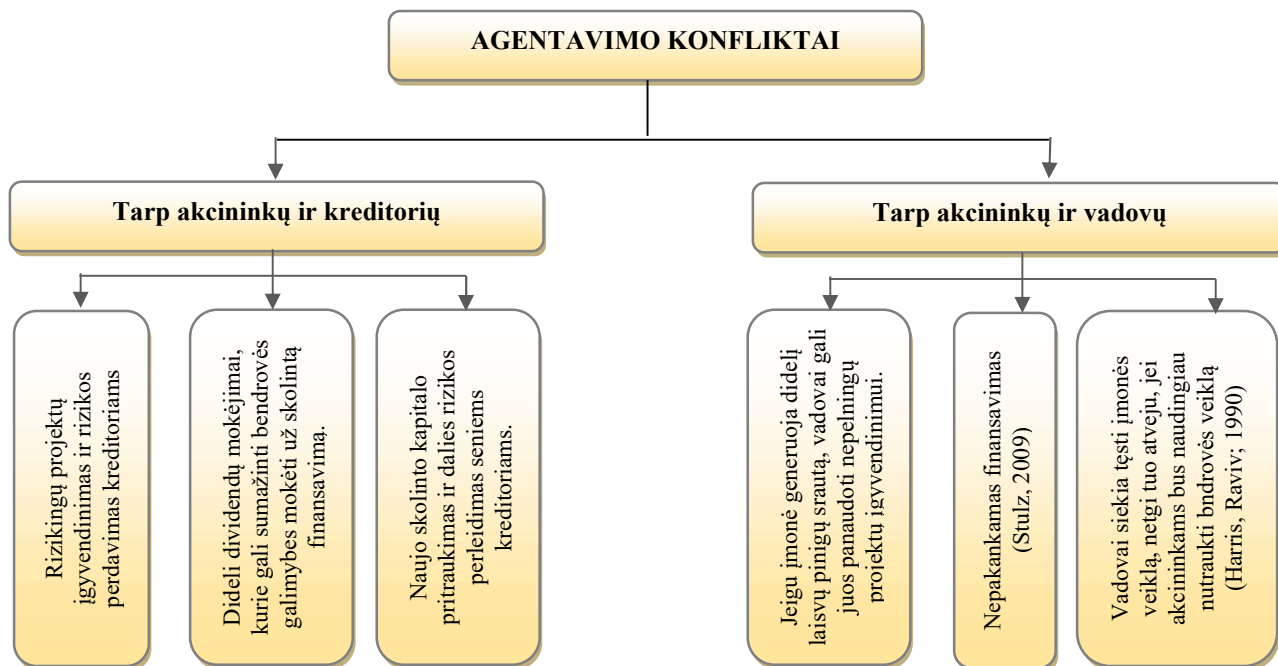 AGENTAVIMO KONFLIKTAI
Tarp akcininkų ir kreditorių
Tarp akcininkų ir vadovų
Rizikingų projektų
įgyvendinimas ir rizikos
perdavimas kreditoriams
Dideli dividendų mokėjimai,
kurie gali sumažinti bendrovės
galimybes mokėti už skolintą
finansavimą.
Naujo skolinto kapitalo
pritraukimas ir dalies rizikos
perleidimas seniems
kreditoriams.
Jeigu įmonė generuoja didelį
laisvų pinigų srautą, vadovai gali
juos panaudoti nepelningų
projektų įgyvendinimui.
Nepakankamas finansavimas
(Stulz, 2009)
Vadovai siekia tęsti įmonės
veiklą, netgi tuo atveju, jei
akcininkams bus naudingiau
nutraukti bndrovės veiklą
(Harris, Raviv; 1990)